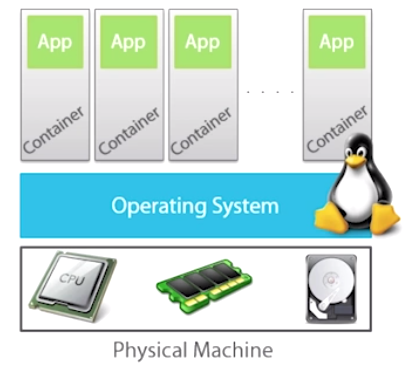 App App App App
Container Container Container . . . . Container
Operating System
CPU
Physical Machine